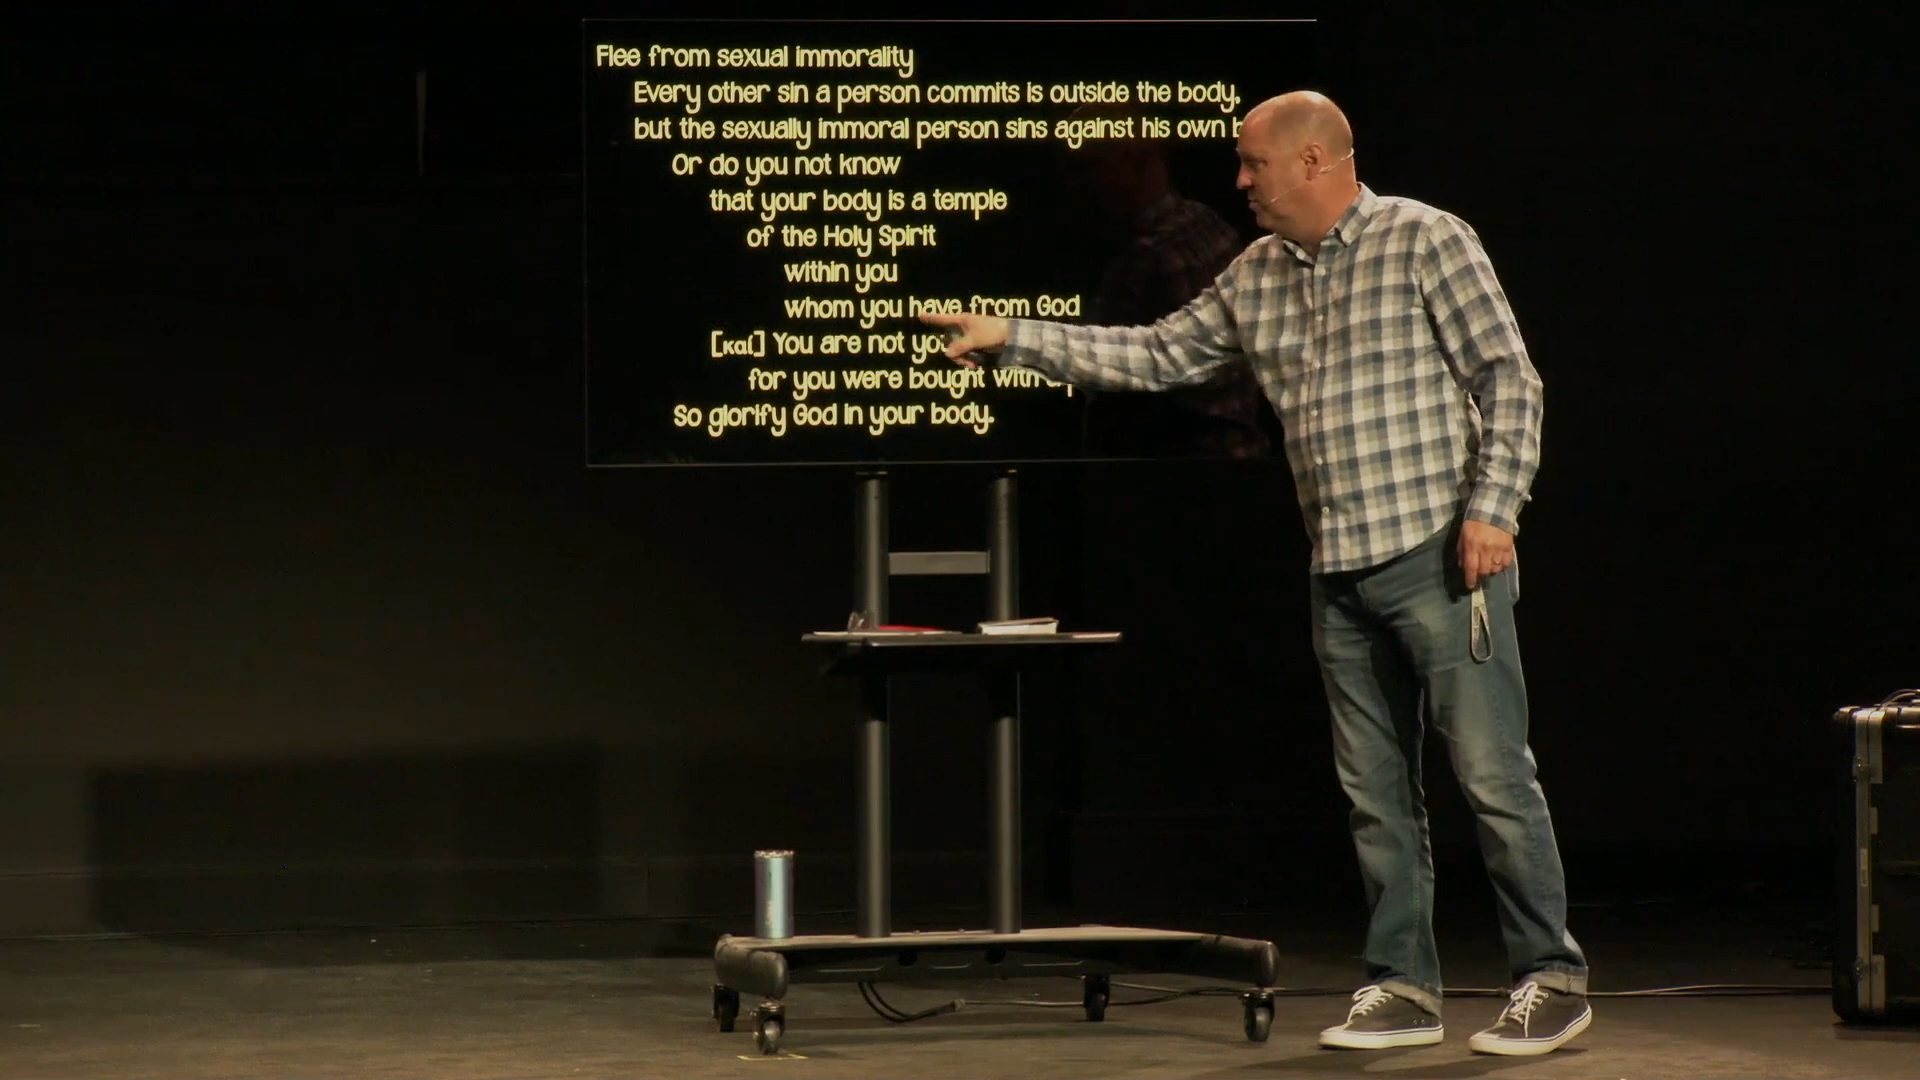 Flee from sexual immorality
Every other sin a person commits is outside the body,
but the sexually immoral person sins against his own
Or do you not know
that your body is a temple
of the Holy Spirit
within you
whom you have from God
[καί] You are not
for you were bought with
So glorify God in your body.